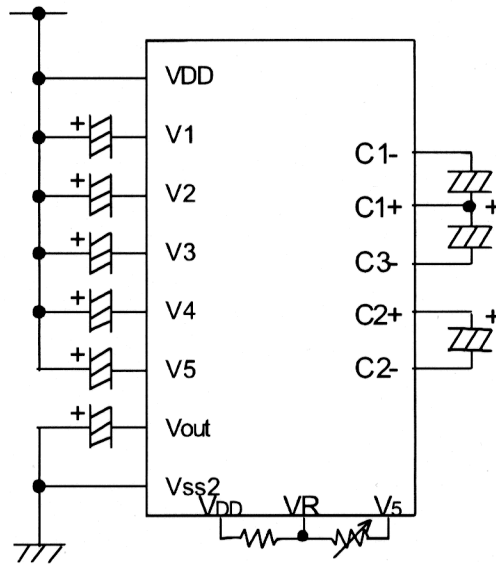 VDD
+
V1
+
V2
+
V3
+
V4
+
V5
+
Vout
Vss2
C1-
C1+
+
C3-
C2+
+
C2-
VDD
VR
V5